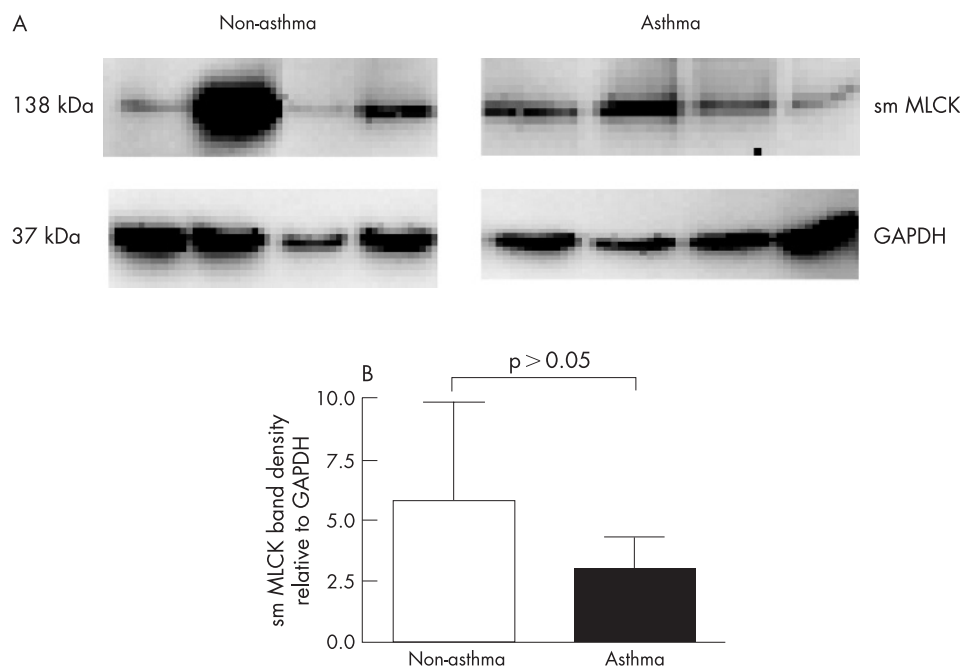 A
Non-asthma
Asthma
138 kDa
sm MLCK
37 kDa
GAPDH
B
p > 0.05
sm MLCK band density
relative to GAPDH
10.0
7.5
5.0
2.5
0.0
Non-asthma
Asthma